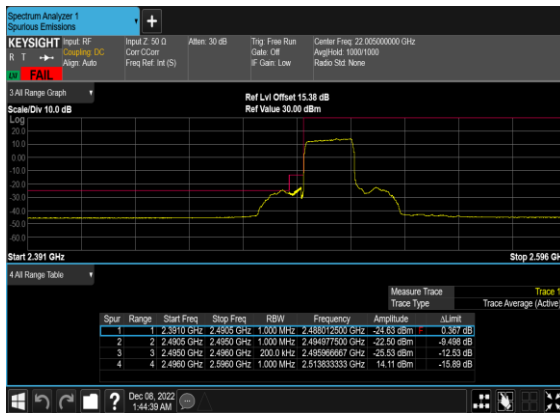 Spectrum Analyzer 1
Spurious Emissions
KEYSIGHT
Input: RF
Coupling: DC
Align: Auto
Input Z: 50 Ω
Corr CCorr
Freq Ref: Int (S)
Atten: 30 dB
Trig: Free Run
Gate: Off
IF Gain: Low
Center Freq: 22.005000000 GHz
Avg|Hold: 1000/1000
Radio Std: None
R T
LW
FAIL
3 All Range Graph
Scale/Div 10.0 dB
Ref Lvl Offset 15.38 dB
Ref Value 30.00 dBm
Log
20.0
10.0
0.00
-10.0
-20.0
-30.0
-40.0
-50.0
-60.0
Start 2.391 GHz
Stop 2.596 GHz
4 All Range Table
Measure Trace Trace 1
Trace Type Trace Average (Active)
Spur Range Start Freq Stop Freq RBW Frequency Amplitude ΔLimit
1 1 2.3910 GHz 2.4905 GHz 1.000 MHz 2.488012500 GHz -24.63 dBm F 0.367 dB
2 2 2.4905 GHz 2.4950 GHz 1.000 MHz 2.494977500 GHz -22.50 dBm -9.498 dB
3 3 2.4950 GHz 2.4960 GHz 200.0 kHz 2.495966667 GHz -25.53 dBm -12.53 dB
4 4 2.4960 GHz 2.5960 GHz 1.000 MHz 2.513833333 GHz 14.11 dBm -15.89 dB
Dec 08, 2022
1:44:39 AM